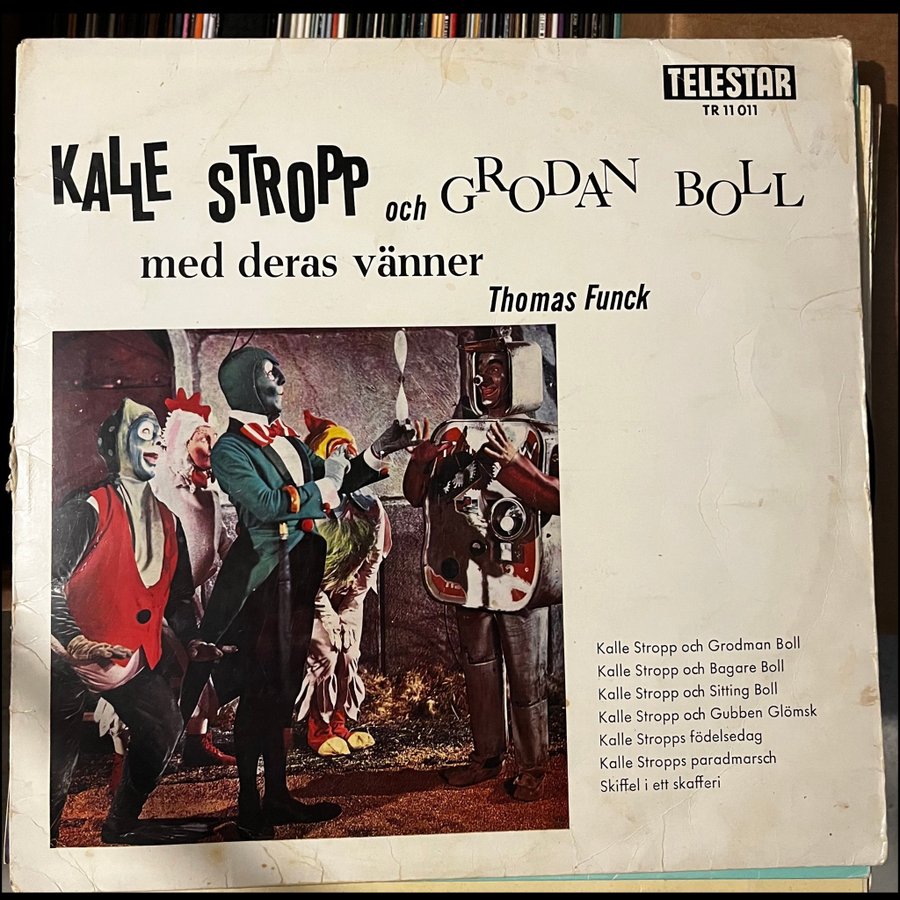 TELESTAR
TR 11 011
KALLE STROPP och GRODAN BOLL
med deras vänner
Thomas Funck
Kalle Stropp och Grodman Boll
Kalle Stropp och Bagare Boll
Kalle Stropp och Sitting Boll
Kalle Stropp och Gubben Glömsk
Kalle Stropps födelsedag
Kalle Stropps paradmarsch
Skiffel i ett skafferi